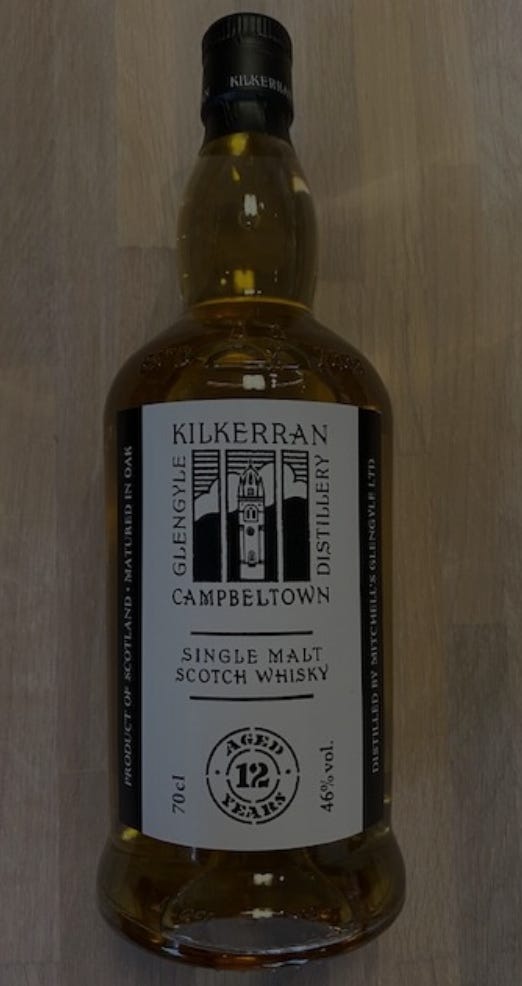 KILKERRAN
KILKERRAN
GLENGYLE
DISTILLERY
CAMPBELTOWN
SINGLE MALT
SCOTCH WHISKY
AGED
12
YEARS
70cl
46% vol.
PRODUCT OF SCOTLAND • MATURED IN OAK
DISTILLED BY MITCHELL'S GLENGYLE LTD